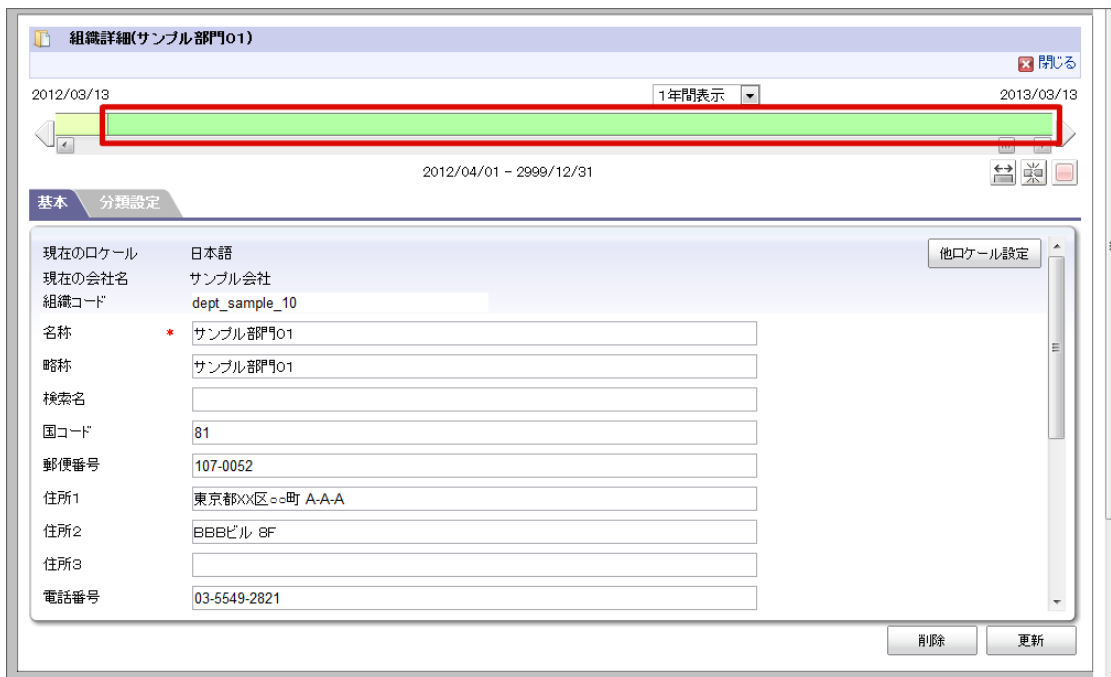 組織詳細(サンプル部門01)
閉じる
2012/03/13 1年間表示 2013/03/13
2012/04/01 - 2999/12/31
基本 分類設定
現在のロケール 日本語 他ロケール設定
現在の会社名 サンプル会社
組織コード dept_sample_10
名称 * サンプル部門01
略称 サンプル部門01
検索名
国コード 81
郵便番号 107-0052
住所1 東京都XX区○○町 A-A-A
住所2 BBBビル 8F
住所3
電話番号 03-5549-2821
削除 更新